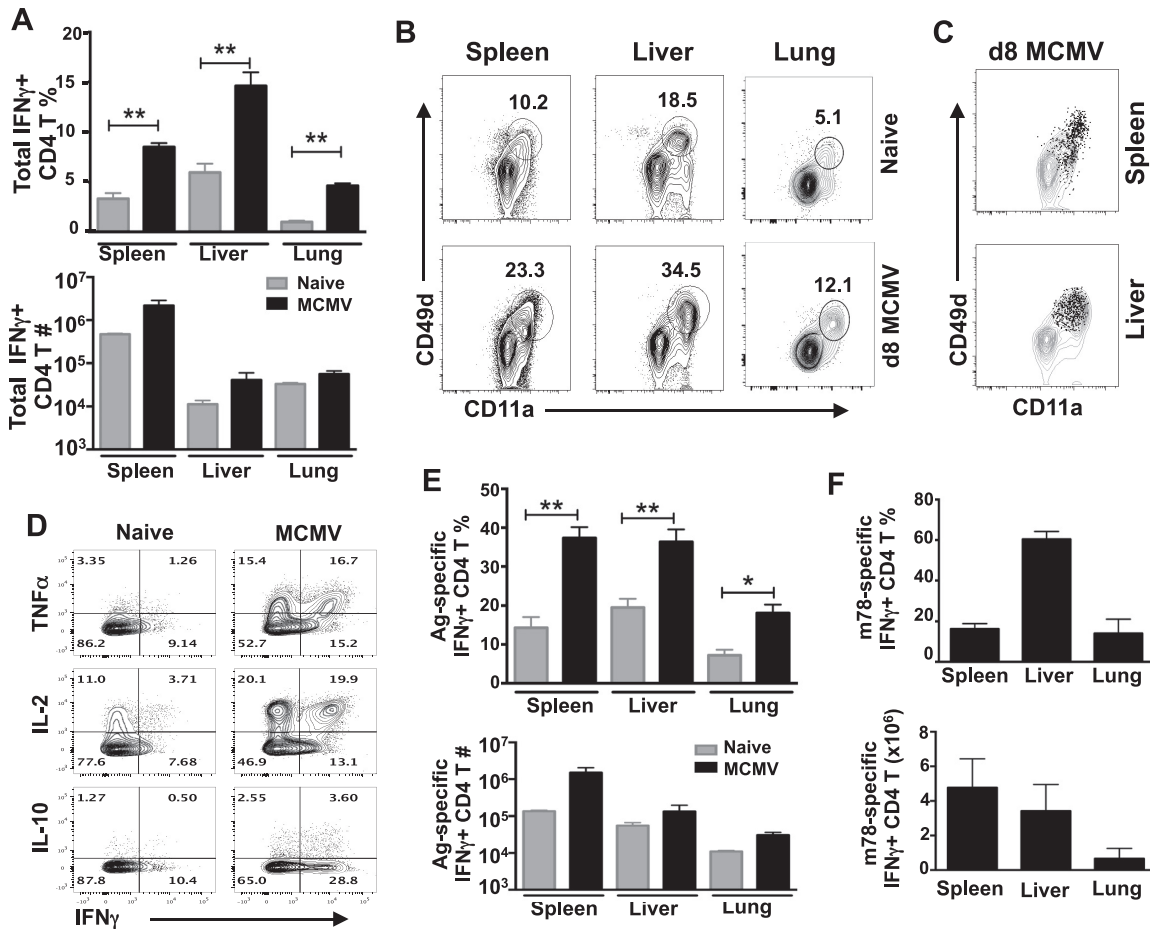 A
Total IFNγ+
CD4 T %
20
15
10
5
0
**
**
**
Spleen
Liver
Lung
Total IFNγ+
CD4 T #
10⁷
10⁶
10⁵
10⁴
10³
Naive
MCMV
Spleen
Liver
Lung
B
Spleen
Liver
Lung
10.2
18.5
5.1
Naive
23.3
34.5
12.1
d8 MCMV
CD49d
CD11a
C
d8 MCMV
Spleen
Liver
CD49d
CD11a
D
Naive
MCMV
TNFα
3.35
1.26
15.4
16.7
86.2
9.14
52.7
15.2
IL-2
11.0
3.71
20.1
19.9
77.6
7.68
46.9
13.1
IL-10
1.27
0.50
2.55
3.60
87.8
10.4
65.0
28.8
IFNγ
E
Ag-specific
IFNγ+ CD4 T %
50
40
30
20
10
0
**
**
*
Spleen
Liver
Lung
Ag-specific
IFNγ+ CD4 T #
10⁷
10⁶
10⁵
10⁴
10³
Naive
MCMV
Spleen
Liver
Lung
F
m78-specific
IFNγ+ CD4 T %
80
60
40
20
0
Spleen
Liver
Lung
m78-specific
IFNγ+ CD4 T (x10⁶)
8
6
4
2
0
Spleen
Liver
Lung